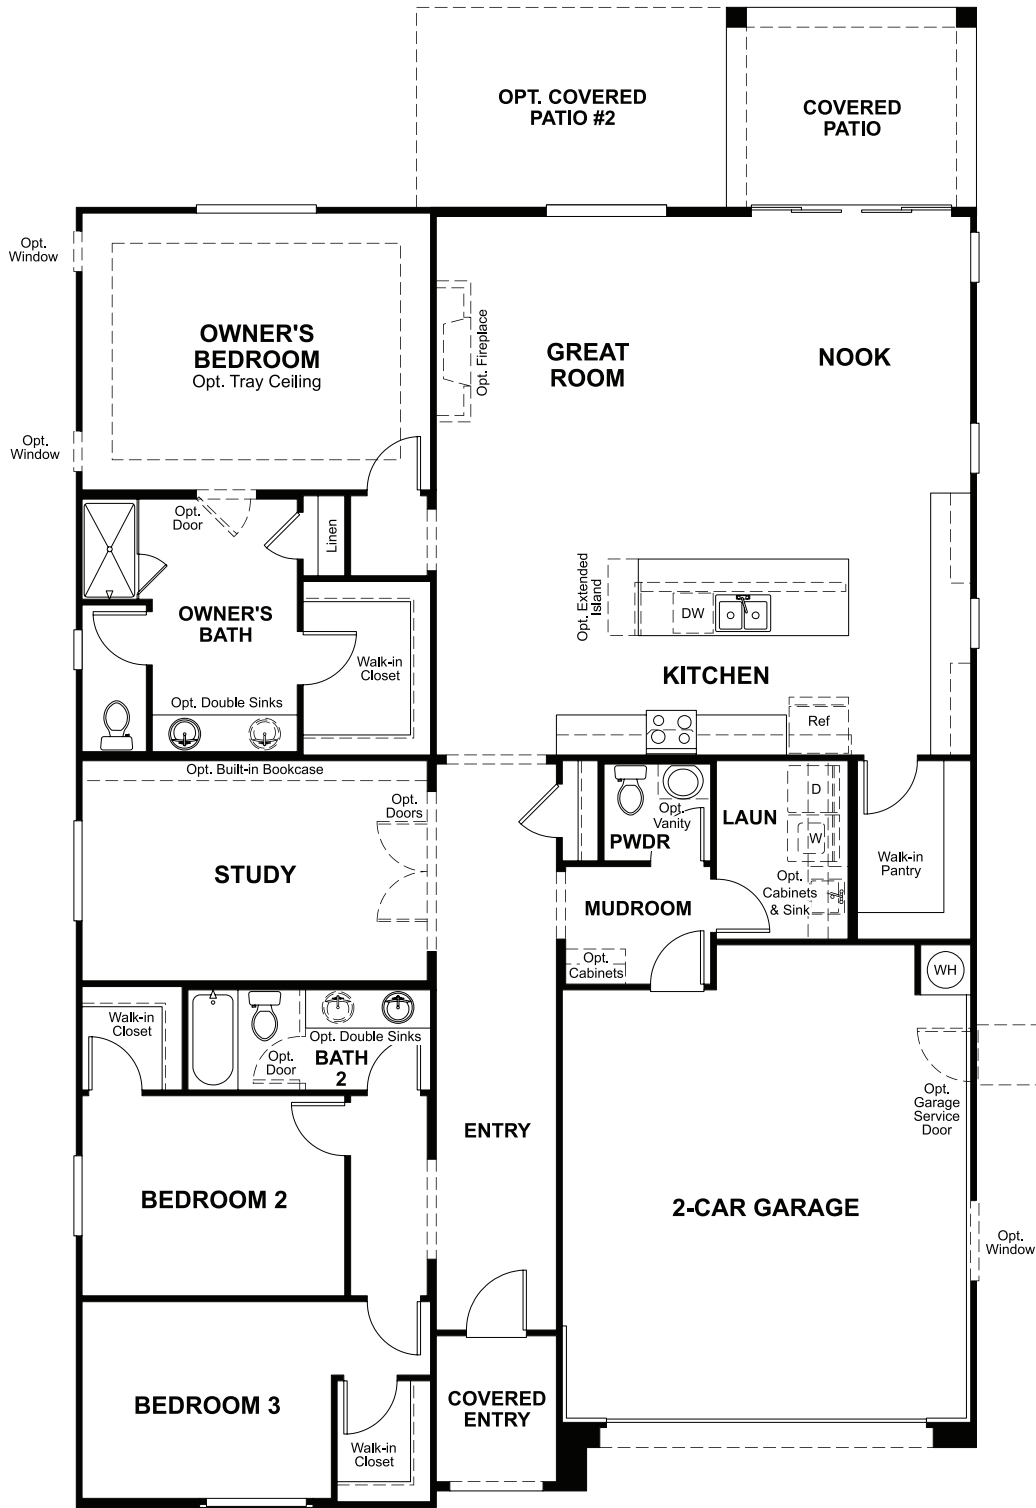 OPT. COVERED
PATIO #2
COVERED
PATIO
Opt.
Window
OWNER'S
BEDROOM
Opt. Tray Ceiling
Opt. Fireplace
GREAT
ROOM
NOOK
Opt.
Window
Opt.
Door
Linen
OWNER'S
BATH
Walk-in
Closet
Opt. Double Sinks
Opt. Extended
Island
DW
KITCHEN
Ref
Opt. Built-in Bookcase
Opt.
Doors
STUDY
PWDR
Opt.
Vanity
LAUN
D
W
Opt.
Cabinets
& Sink
Walk-in
Pantry
MUDROOM
Opt.
Cabinets
WH
Walk-in
Closet
Opt. Double Sinks
Opt.
Door
BATH
2
Opt.
Garage
Service
Door
ENTRY
BEDROOM 2
2-CAR GARAGE
Opt.
Window
BEDROOM 3
Walk-in
Closet
COVERED
ENTRY